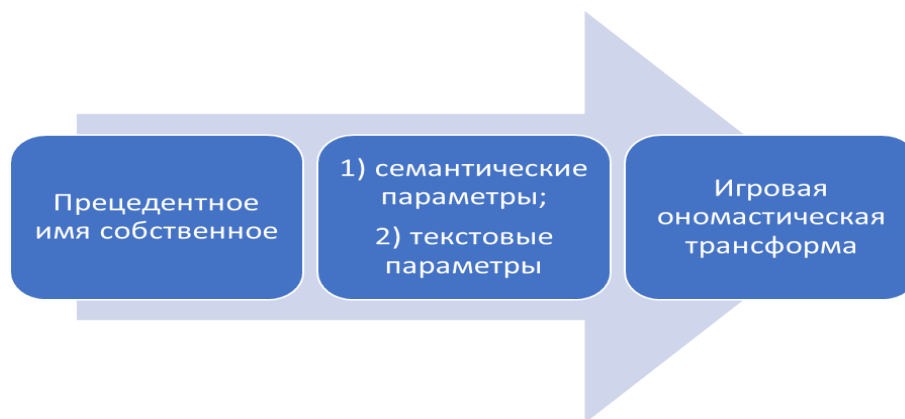 Прецедентное
имя собственное
1) семантические
параметры;
2) текстовые
параметры
Игровая
ономастическая
трансформа